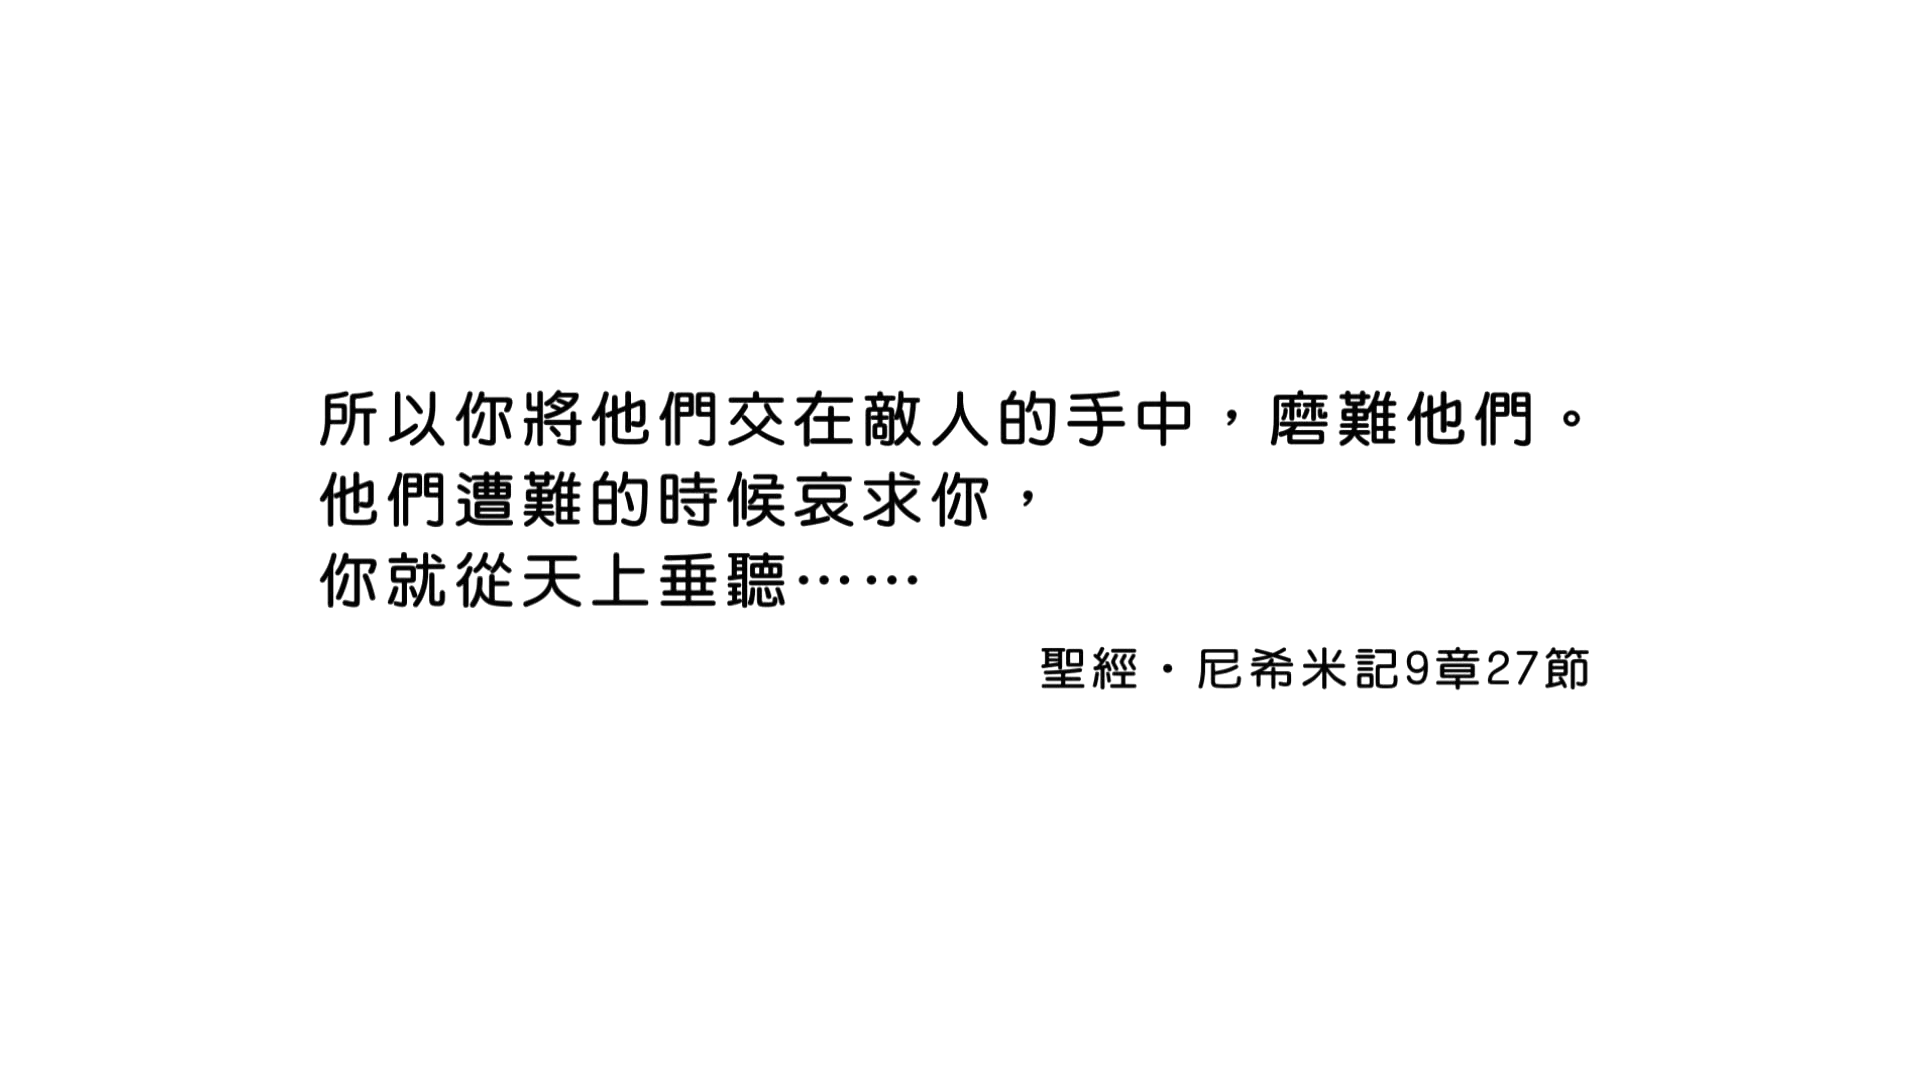 所以你將他們交在敵人的手中，磨難他們。
他們遭難的時候哀求你，
你就從天上垂聽……
聖經・尼希米記9章27節